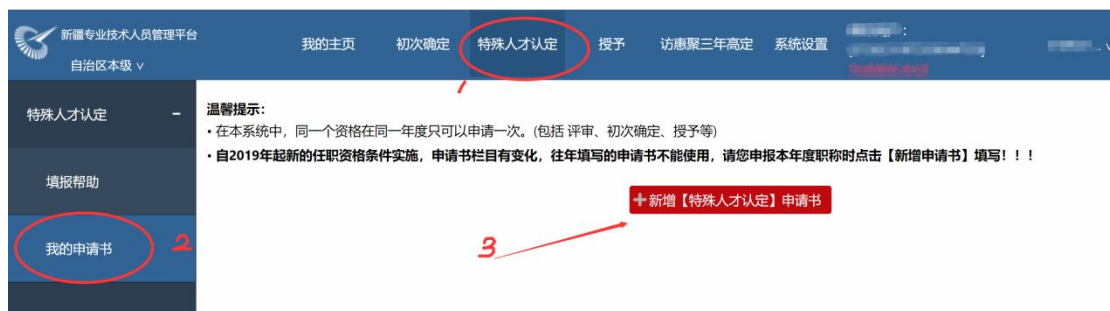 新疆专业技术人员管理平台
自治区本级 ∨
我的主页 初次确定 特殊人才认定 授予 访惠聚三年高定 系统设置
1
特殊人才认定 −
填报帮助
我的申请书 2
温馨提示:
• 在本系统中，同一个资格在同一年度只可以申请一次。(包括 评审、初次确定、授予等)
• 自2019年起新的任职资格条件实施，申请书栏目有变化，往年填写的申请书不能使用，请您申报本年度职称时点击【新增申请书】填写！！！
+新增【特殊人才认定】申请书
3